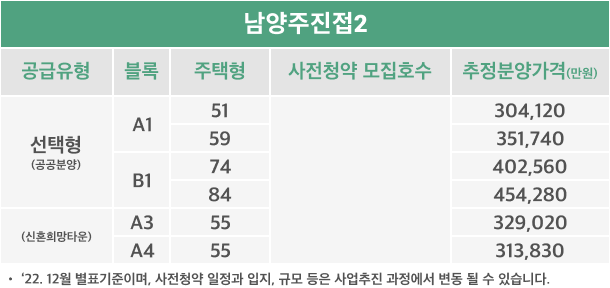 남양주진접2
공급유형 블록 주택형 사전청약 모집호수 추정분양가격(만원)
선택형
(공공분양)
A1 51 304,120
59 351,740
B1 74 402,560
84 454,280
(신혼희망타운)
A3 55 329,020
A4 55 313,830
• ‘22. 12월 별표기준이며, 사전청약 일정과 입지, 규모 등은 사업추진 과정에서 변동 될 수 있습니다.